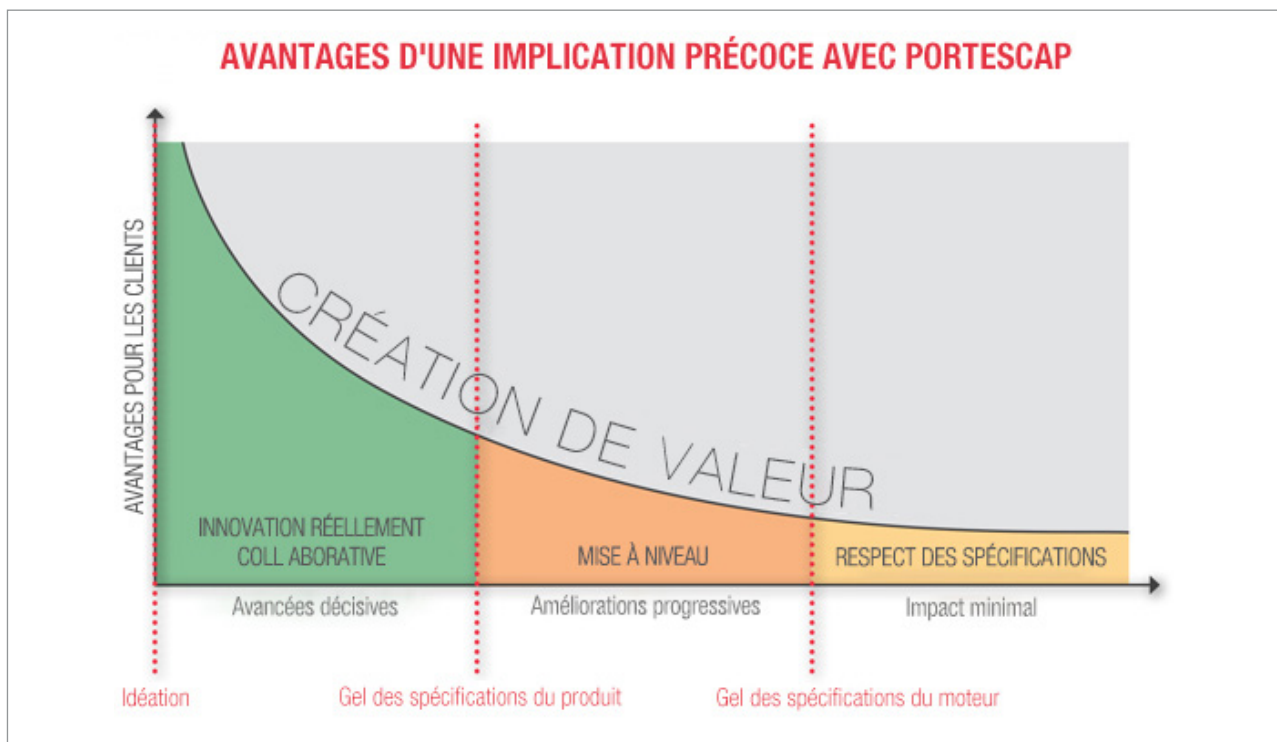 AVANTAGES D'UNE IMPLICATION PRÉCOCE AVEC PORTESCAP
AVANTAGES POUR LES CLIENTS
CRÉATION DE VALEUR
INNOVATION RÉELLEMENT
COLL ABORATIVE
MISE À NIVEAU
RESPECT DES SPÉCIFICATIONS
Avancées décisives
Améliorations progressives
Impact minimal
Idéation
Gel des spécifications du produit
Gel des spécifications du moteur